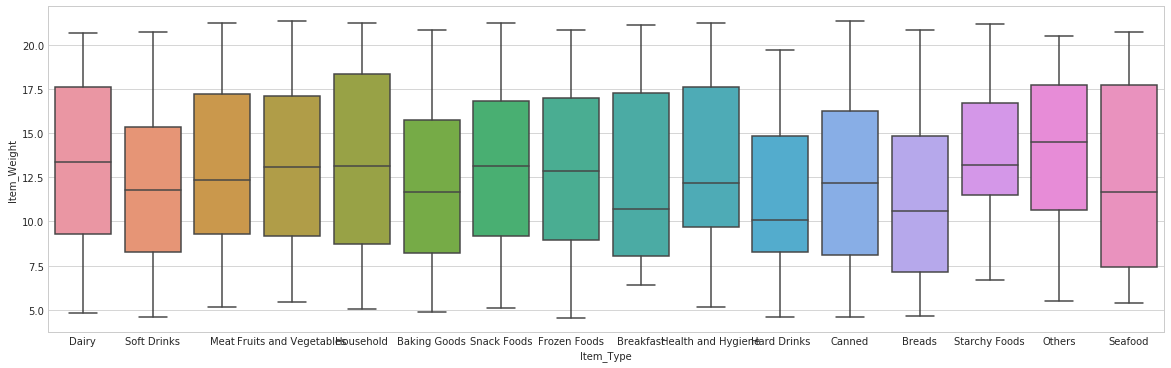 Item_Weight
20.0
17.5
15.0
12.5
10.0
7.5
5.0
Dairy Soft Drinks Meat Fruits and Vegetables Household Baking Goods Snack Foods Frozen Foods Breakfast Health and Hygiene Hard Drinks Canned Breads Starchy Foods Others Seafood
Item_Type